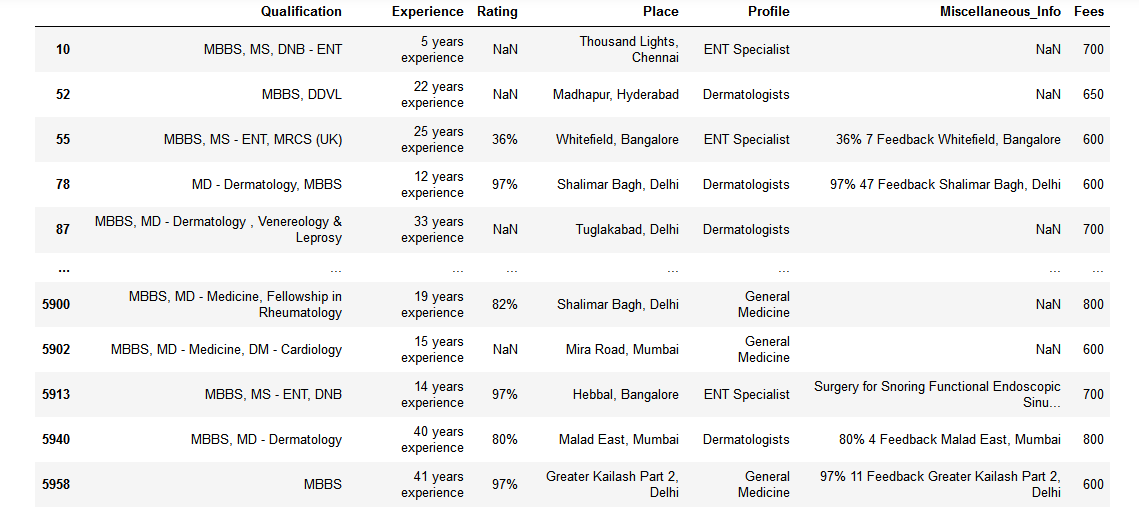 Qualification Experience Rating Place Profile Miscellaneous_Info Fees
10 MBBS, MS, DNB - ENT 5 years experience NaN Thousand Lights, Chennai ENT Specialist NaN 700
52 MBBS, DDVL 22 years experience NaN Madhapur, Hyderabad Dermatologists NaN 650
55 MBBS, MS - ENT, MRCS (UK) 25 years experience 36% Whitefield, Bangalore ENT Specialist 36% 7 Feedback Whitefield, Bangalore 600
78 MD - Dermatology, MBBS 12 years experience 97% Shalimar Bagh, Delhi Dermatologists 97% 47 Feedback Shalimar Bagh, Delhi 600
87 MBBS, MD - Dermatology , Venereology & Leprosy 33 years experience NaN Tuglakabad, Delhi Dermatologists NaN 700
... ... ... ... ... ... ... ...
5900 MBBS, MD - Medicine, Fellowship in Rheumatology 19 years experience 82% Shalimar Bagh, Delhi General Medicine NaN 800
5902 MBBS, MD - Medicine, DM - Cardiology 15 years experience NaN Mira Road, Mumbai General Medicine NaN 600
5913 MBBS, MS - ENT, DNB 14 years experience 97% Hebbal, Bangalore ENT Specialist Surgery for Snoring Functional Endoscopic Sinu... 700
5940 MBBS, MD - Dermatology 40 years experience 80% Malad East, Mumbai Dermatologists 80% 4 Feedback Malad East, Mumbai 800
5958 MBBS 41 years experience 97% Greater Kailash Part 2, Delhi General Medicine 97% 11 Feedback Greater Kailash Part 2, Delhi 600